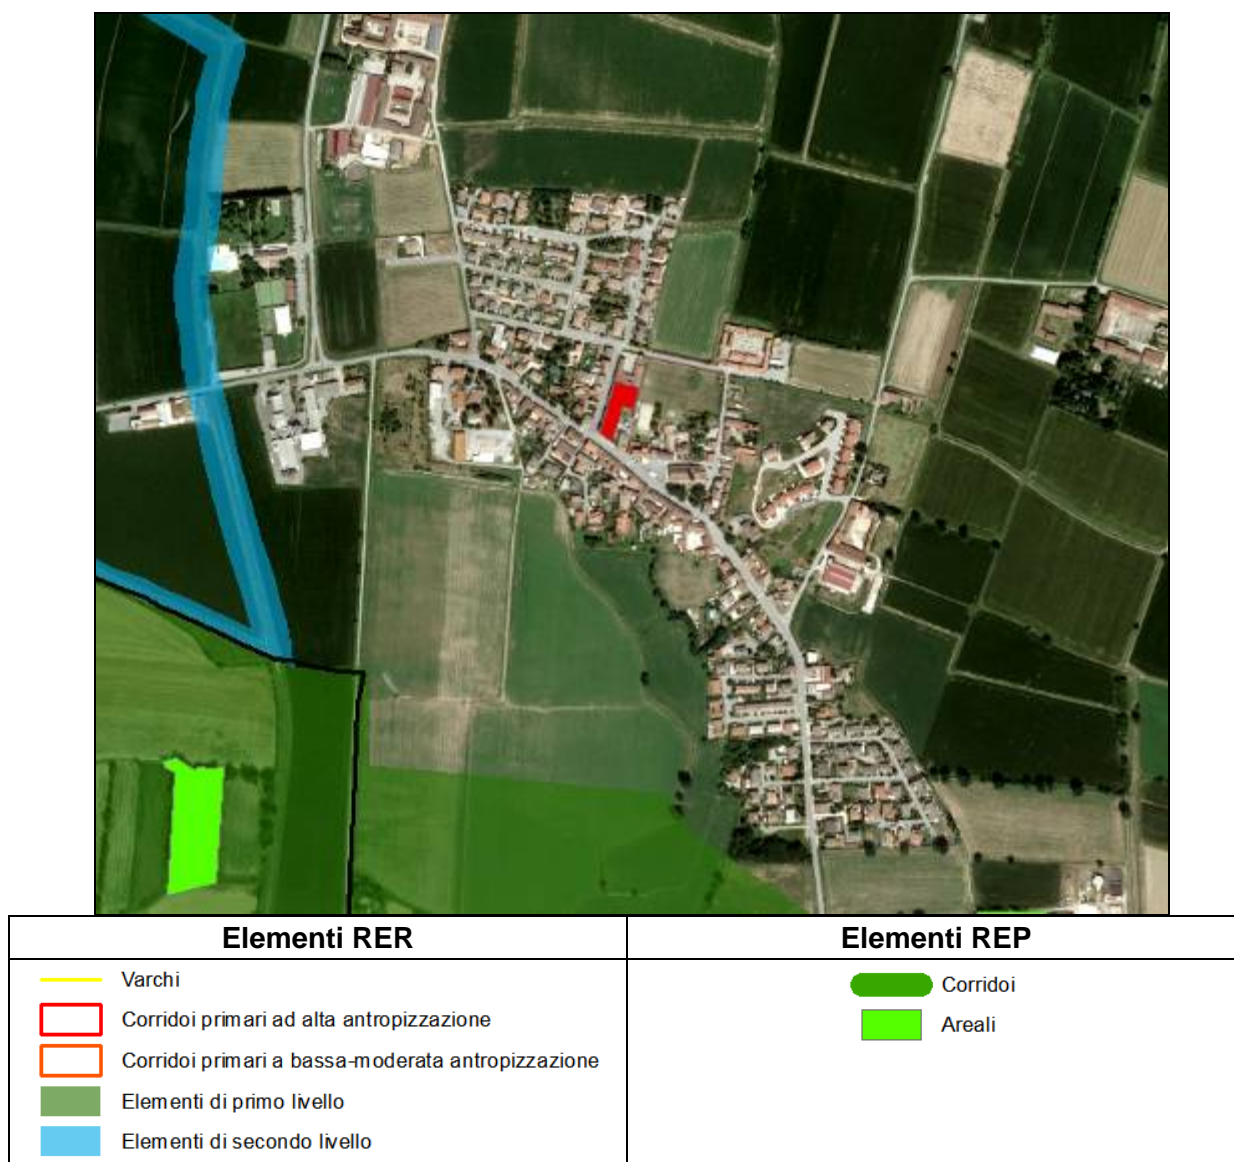 Elementi RER
Elementi REP
Varchi
Corridoi primari ad alta antropizzazione
Corridoi primari a bassa-moderata antropizzazione
Elementi di primo livello
Elementi di secondo livello
Corridoi
Areali